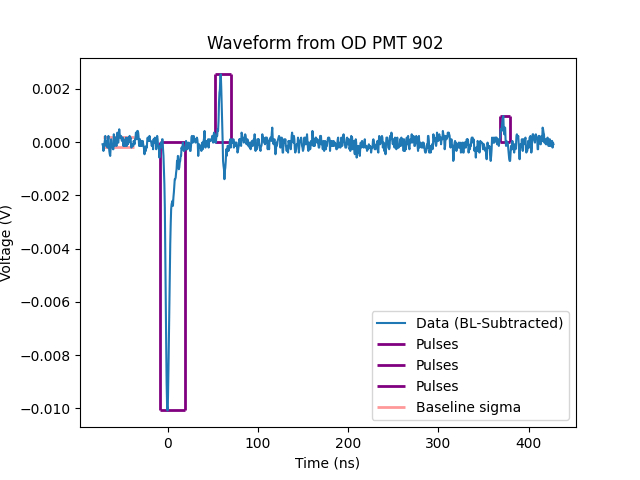 Waveform from OD PMT 902
Voltage (V)
0.002
0.000
−0.002
−0.004
−0.006
−0.008
−0.010
0
100
200
300
400
Time (ns)
Data (BL-Subtracted)
Pulses
Pulses
Pulses
Baseline sigma